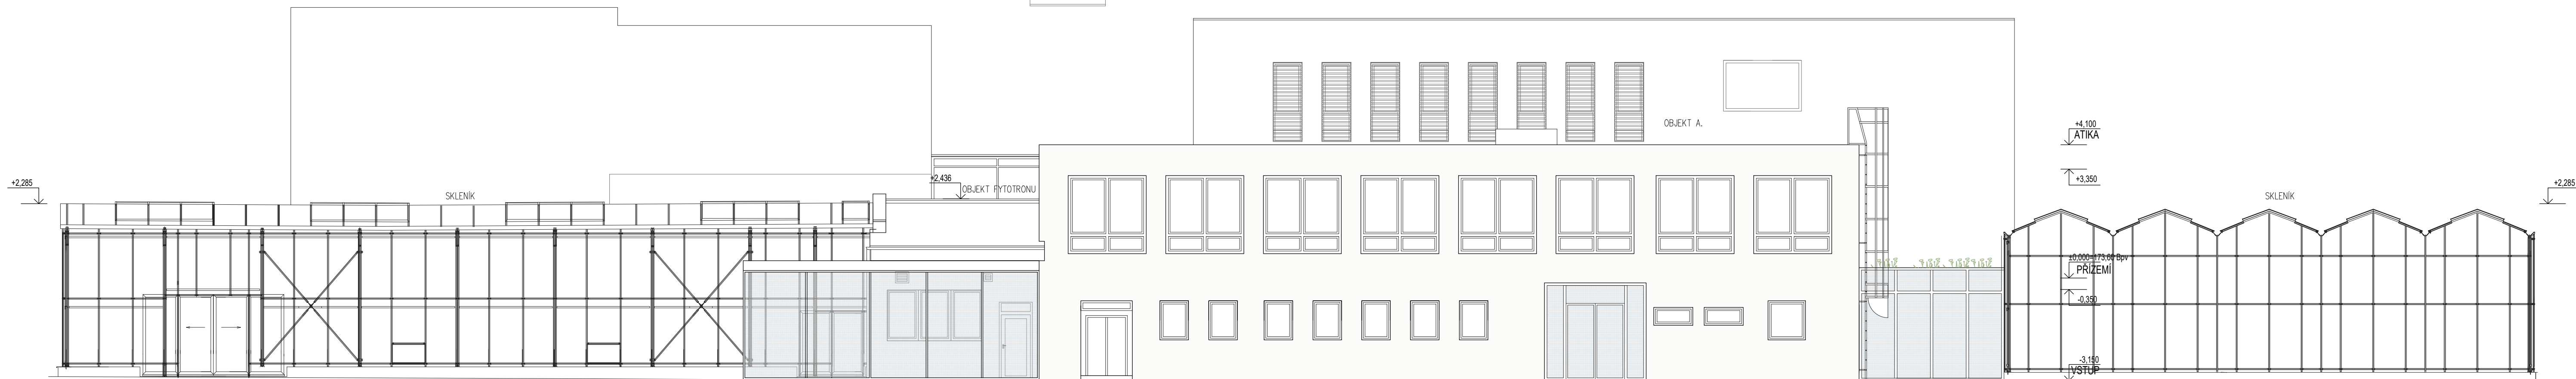 +2,285
SKLENÍK
+2,436
OBJEKT FYTOTRONU
OBJEKT A.
+4,100
ATIKA
+3,350
±0,000=173,60 Bpv
PŘÍZEMÍ
-0,350
-3,150
VSTUP
SKLENÍK
+2,285